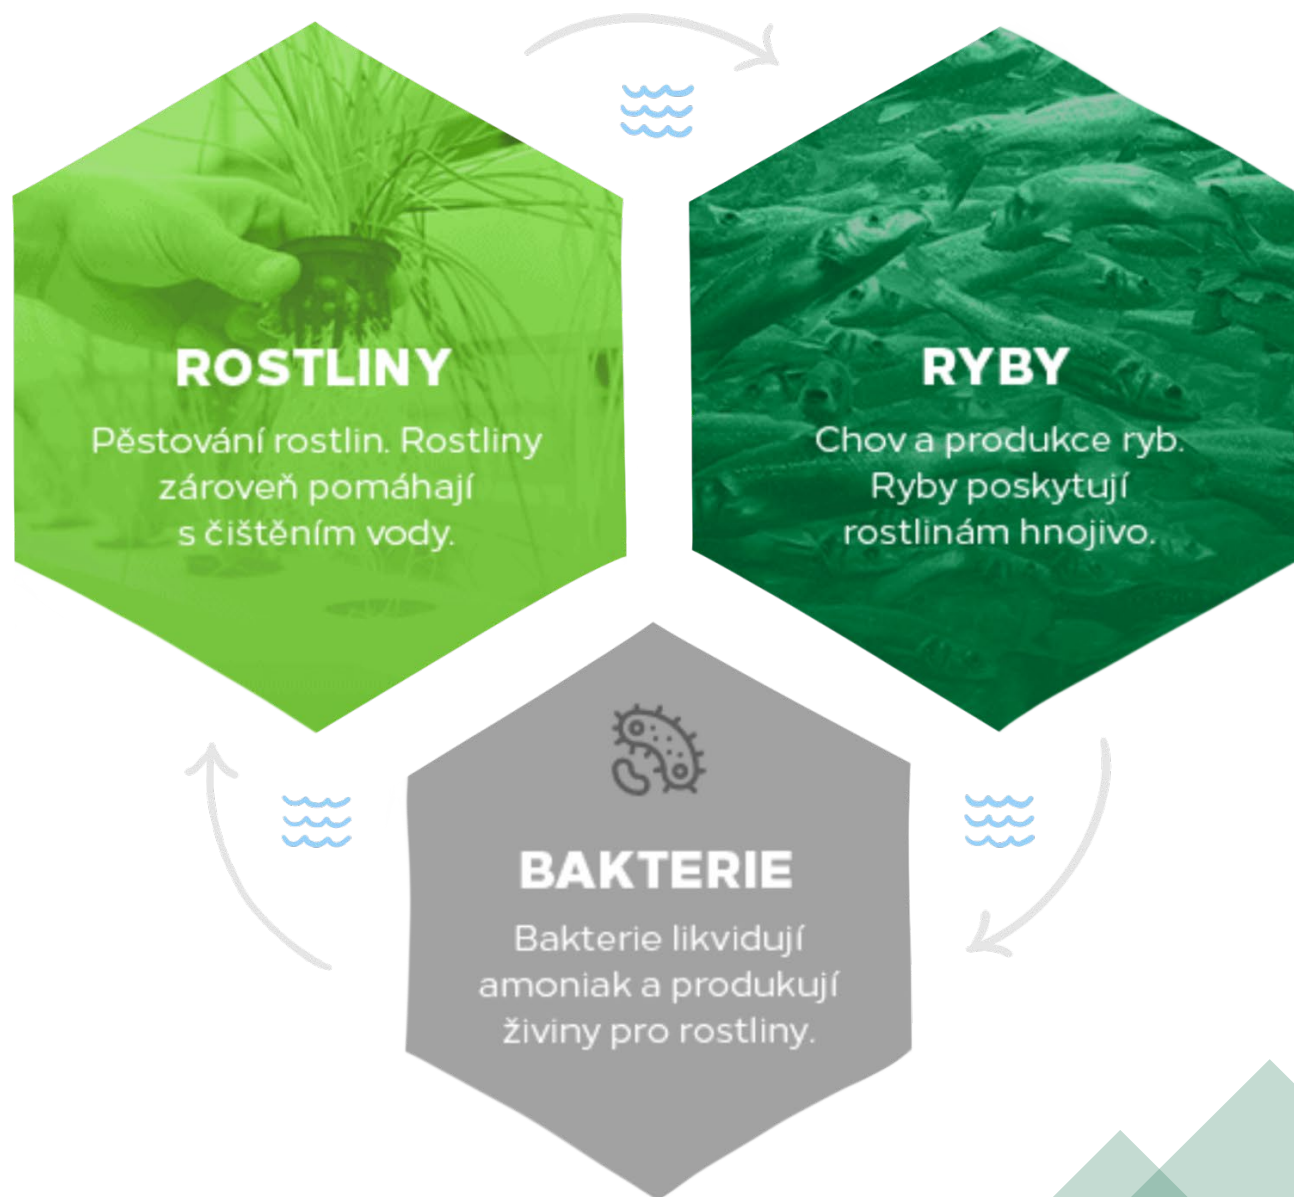 ROSTLINY
Pěstování rostlin. Rostliny
zároveň pomáhají
s čištěním vody.
RYBY
Chov a produkce ryb.
Ryby poskytují
rostlinám hnojivo.
BAKTERIE
Bakterie likvidují
amoniak a produkují
živiny pro rostliny.